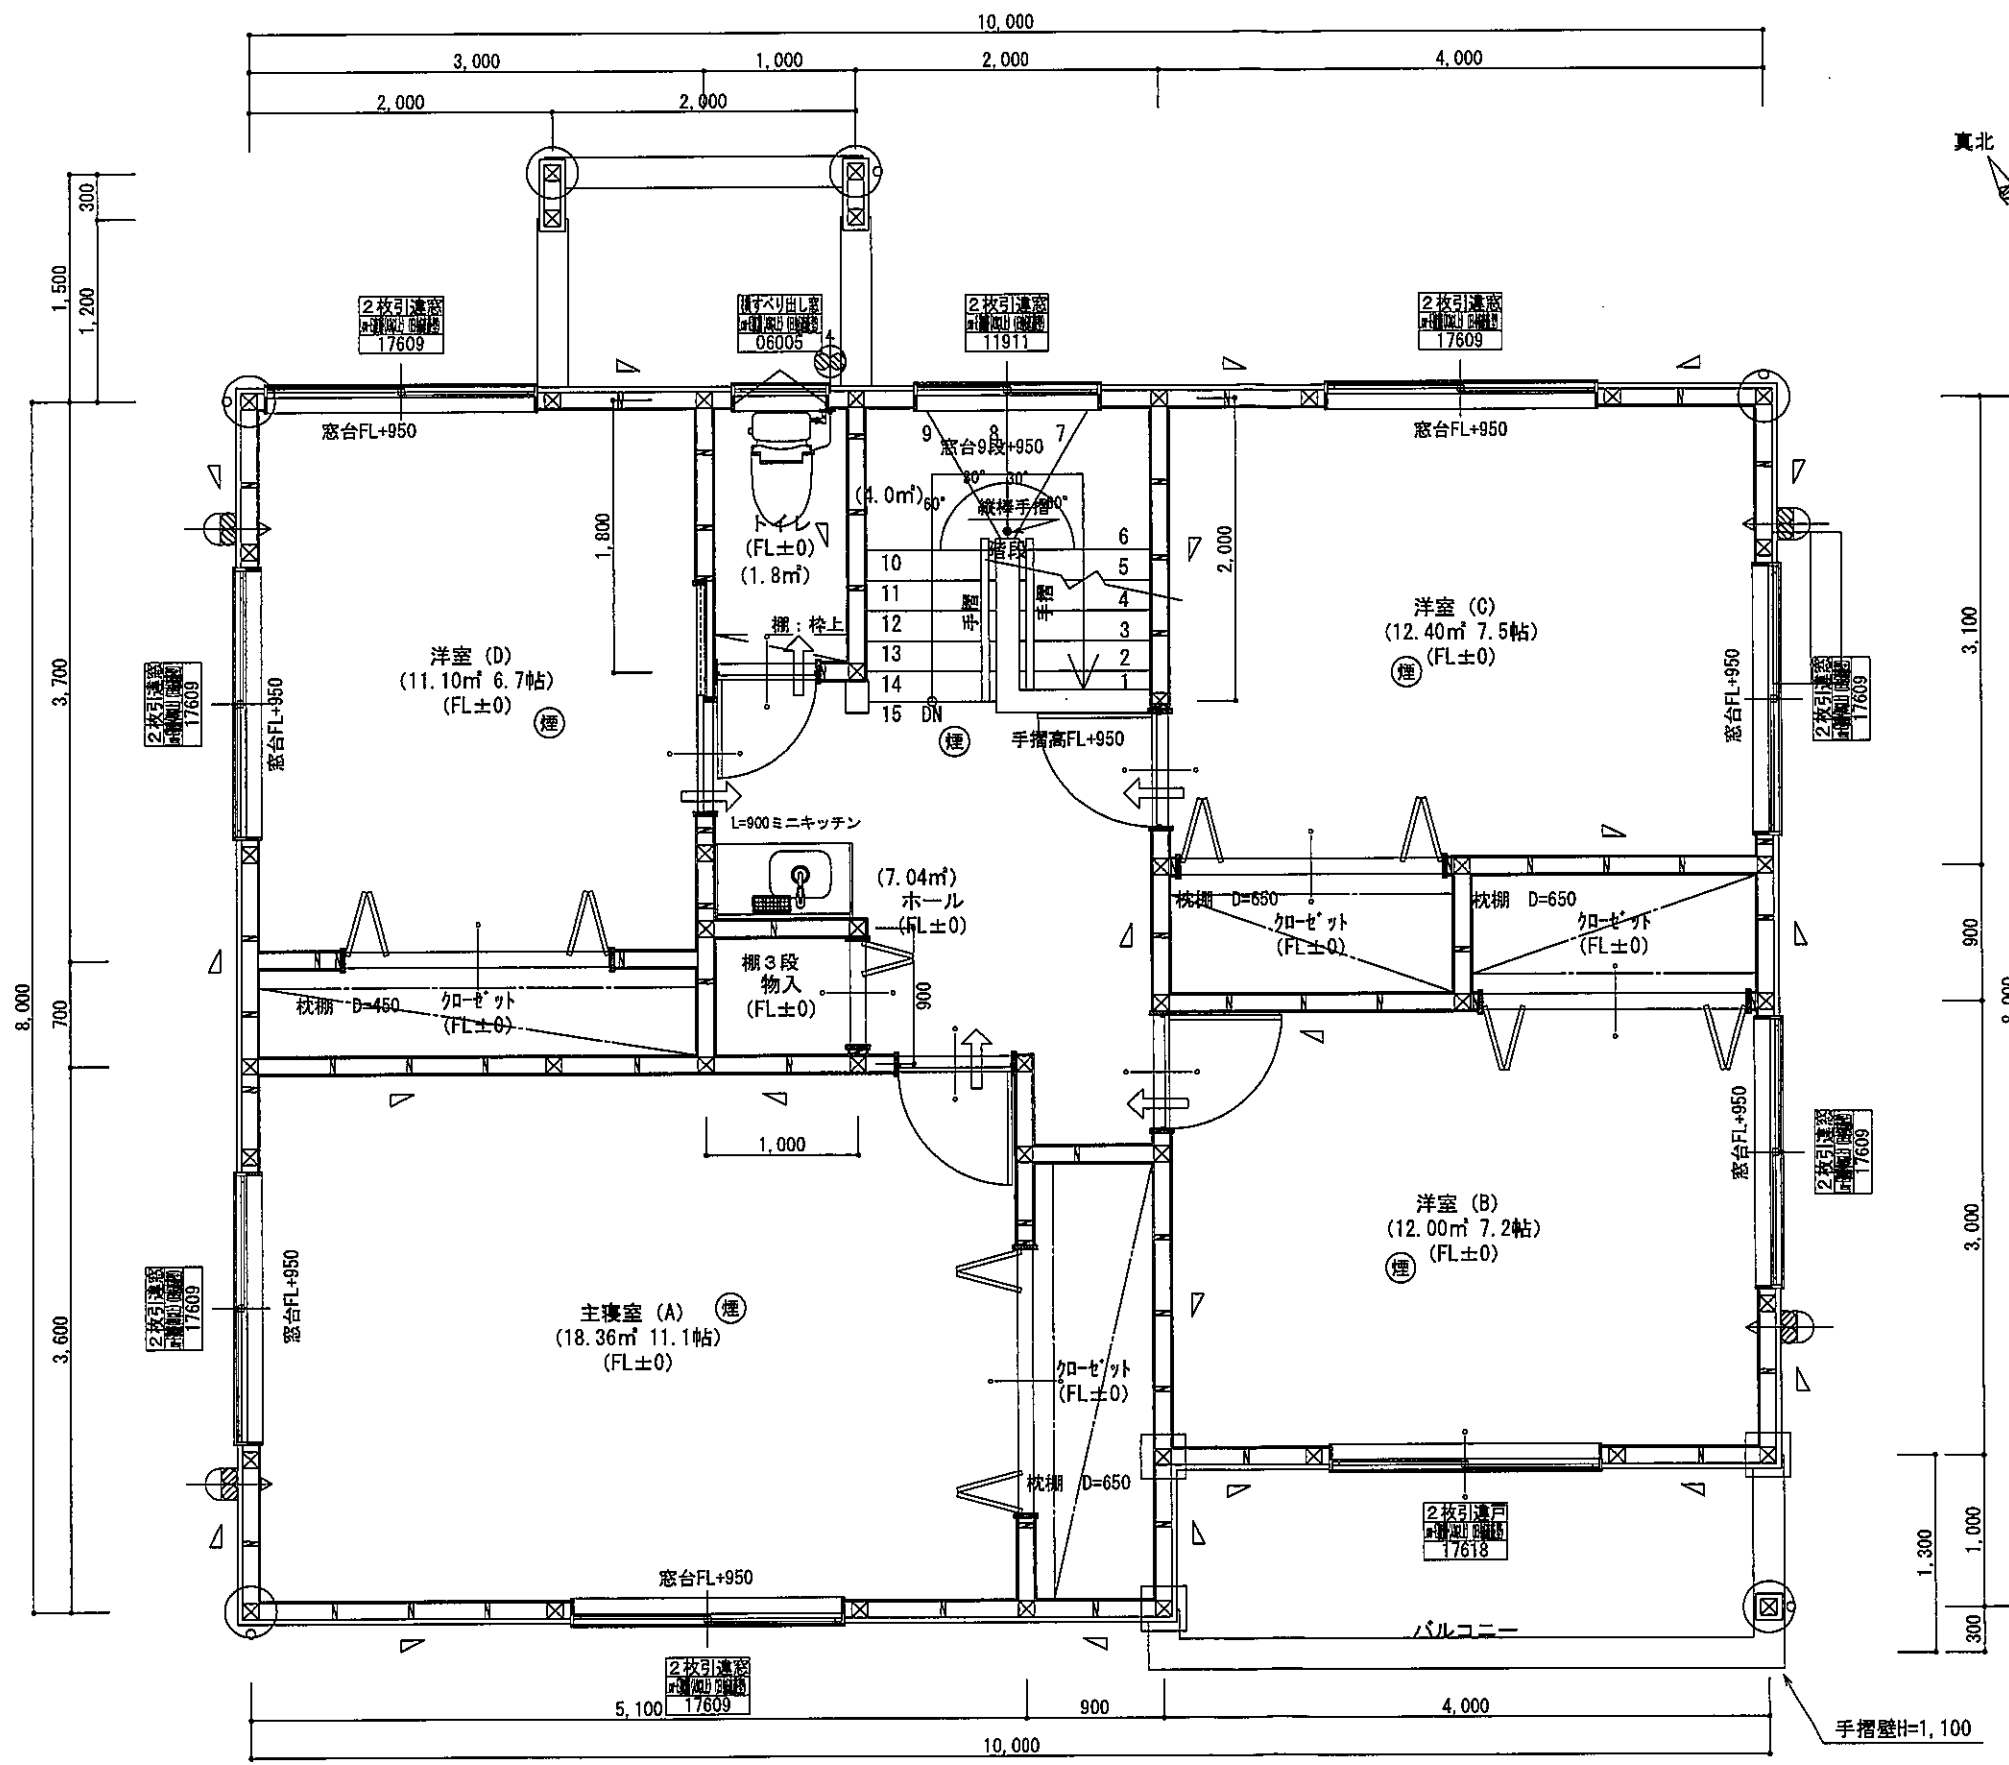 10,000
3,000
1,000
2,000
4,000
2,000
2,000
真北
300
1,500
1,200
2枚引違窓
17609
横すべり出し窓
06005
4
2枚引違窓
11911
2枚引違窓
17609
窓台FL+950
9
8
7
窓台9段+950
窓台FL+950
30°
30°
(4.0㎡)
60°
縦棒手摺
60°
トイレ
(FL±0)
(1.8㎡)
1,800
階段
6
5
4
3
2
1
10
11
12
13
14
15
DN
手摺
手摺
2,000
棚：枠上
洋室 (C)
(12.40㎡ 7.5帖)
(FL±0)
煙
3,100
洋室 (D)
(11.10㎡ 6.7帖)
(FL±0)
煙
3,700
2枚引違窓
17609
窓台FL+950
煙
手摺高FL+950
窓台FL+950
2枚引違窓
17609
L=900ミニキッチン
(7.04㎡)
ホール
(FL±0)
枕棚 D=650
クローゼット
(FL±0)
枕棚 D=650
クローゼット
(FL±0)
900
棚3段
物入
(FL±0)
900
枕棚 D=450
クローゼット
(FL±0)
700
8,000
8,000
1,000
窓台FL+950
2枚引違窓
17609
洋室 (B)
(12.00㎡ 7.2帖)
(FL±0)
煙
3,000
主寝室 (A)
(18.36㎡ 11.1帖)
(FL±0)
煙
3,600
2枚引違窓
17609
窓台FL+950
クローゼット
(FL±0)
枕棚 D=650
2枚引違戸
17618
1,300
1,000
300
窓台FL+950
バルコニー
2枚引違窓
17609
5,100
900
4,000
手摺壁H=1,100
10,000